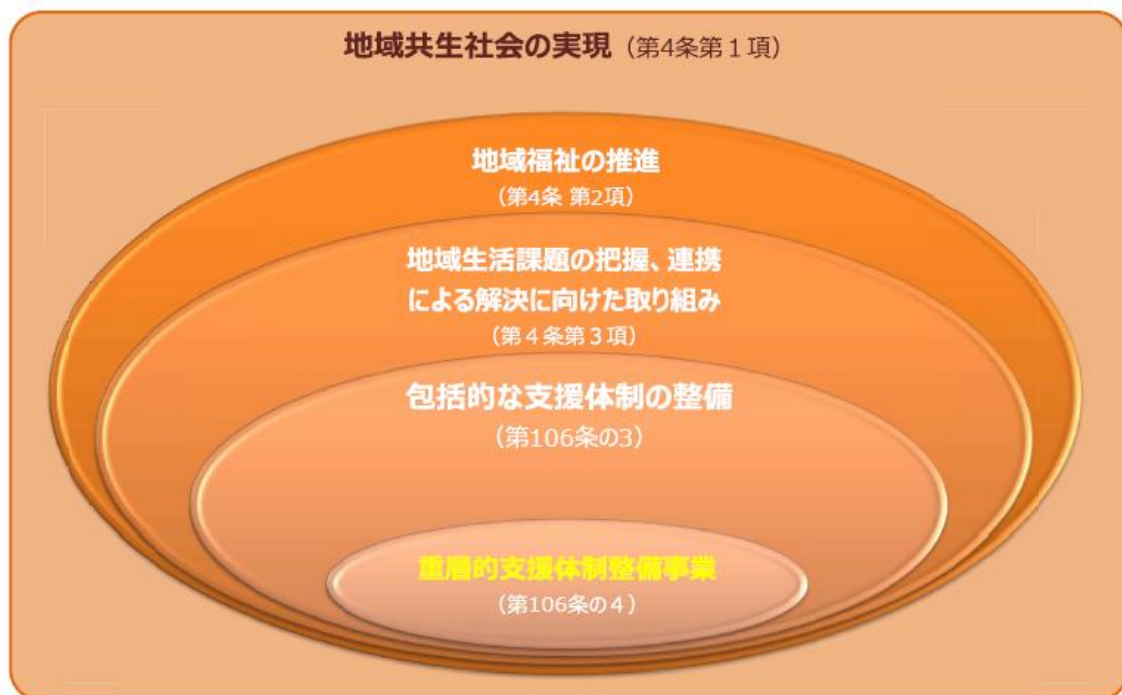 地域共生社会の実現（第4条第１項）
地域福祉の推進
（第4条 第2項）
地域生活課題の把握、連携
による解決に向けた取り組み
（第４条第３項）
包括的な支援体制の整備
（第106条の3）
重層的支援体制整備事業
（第106条の４）